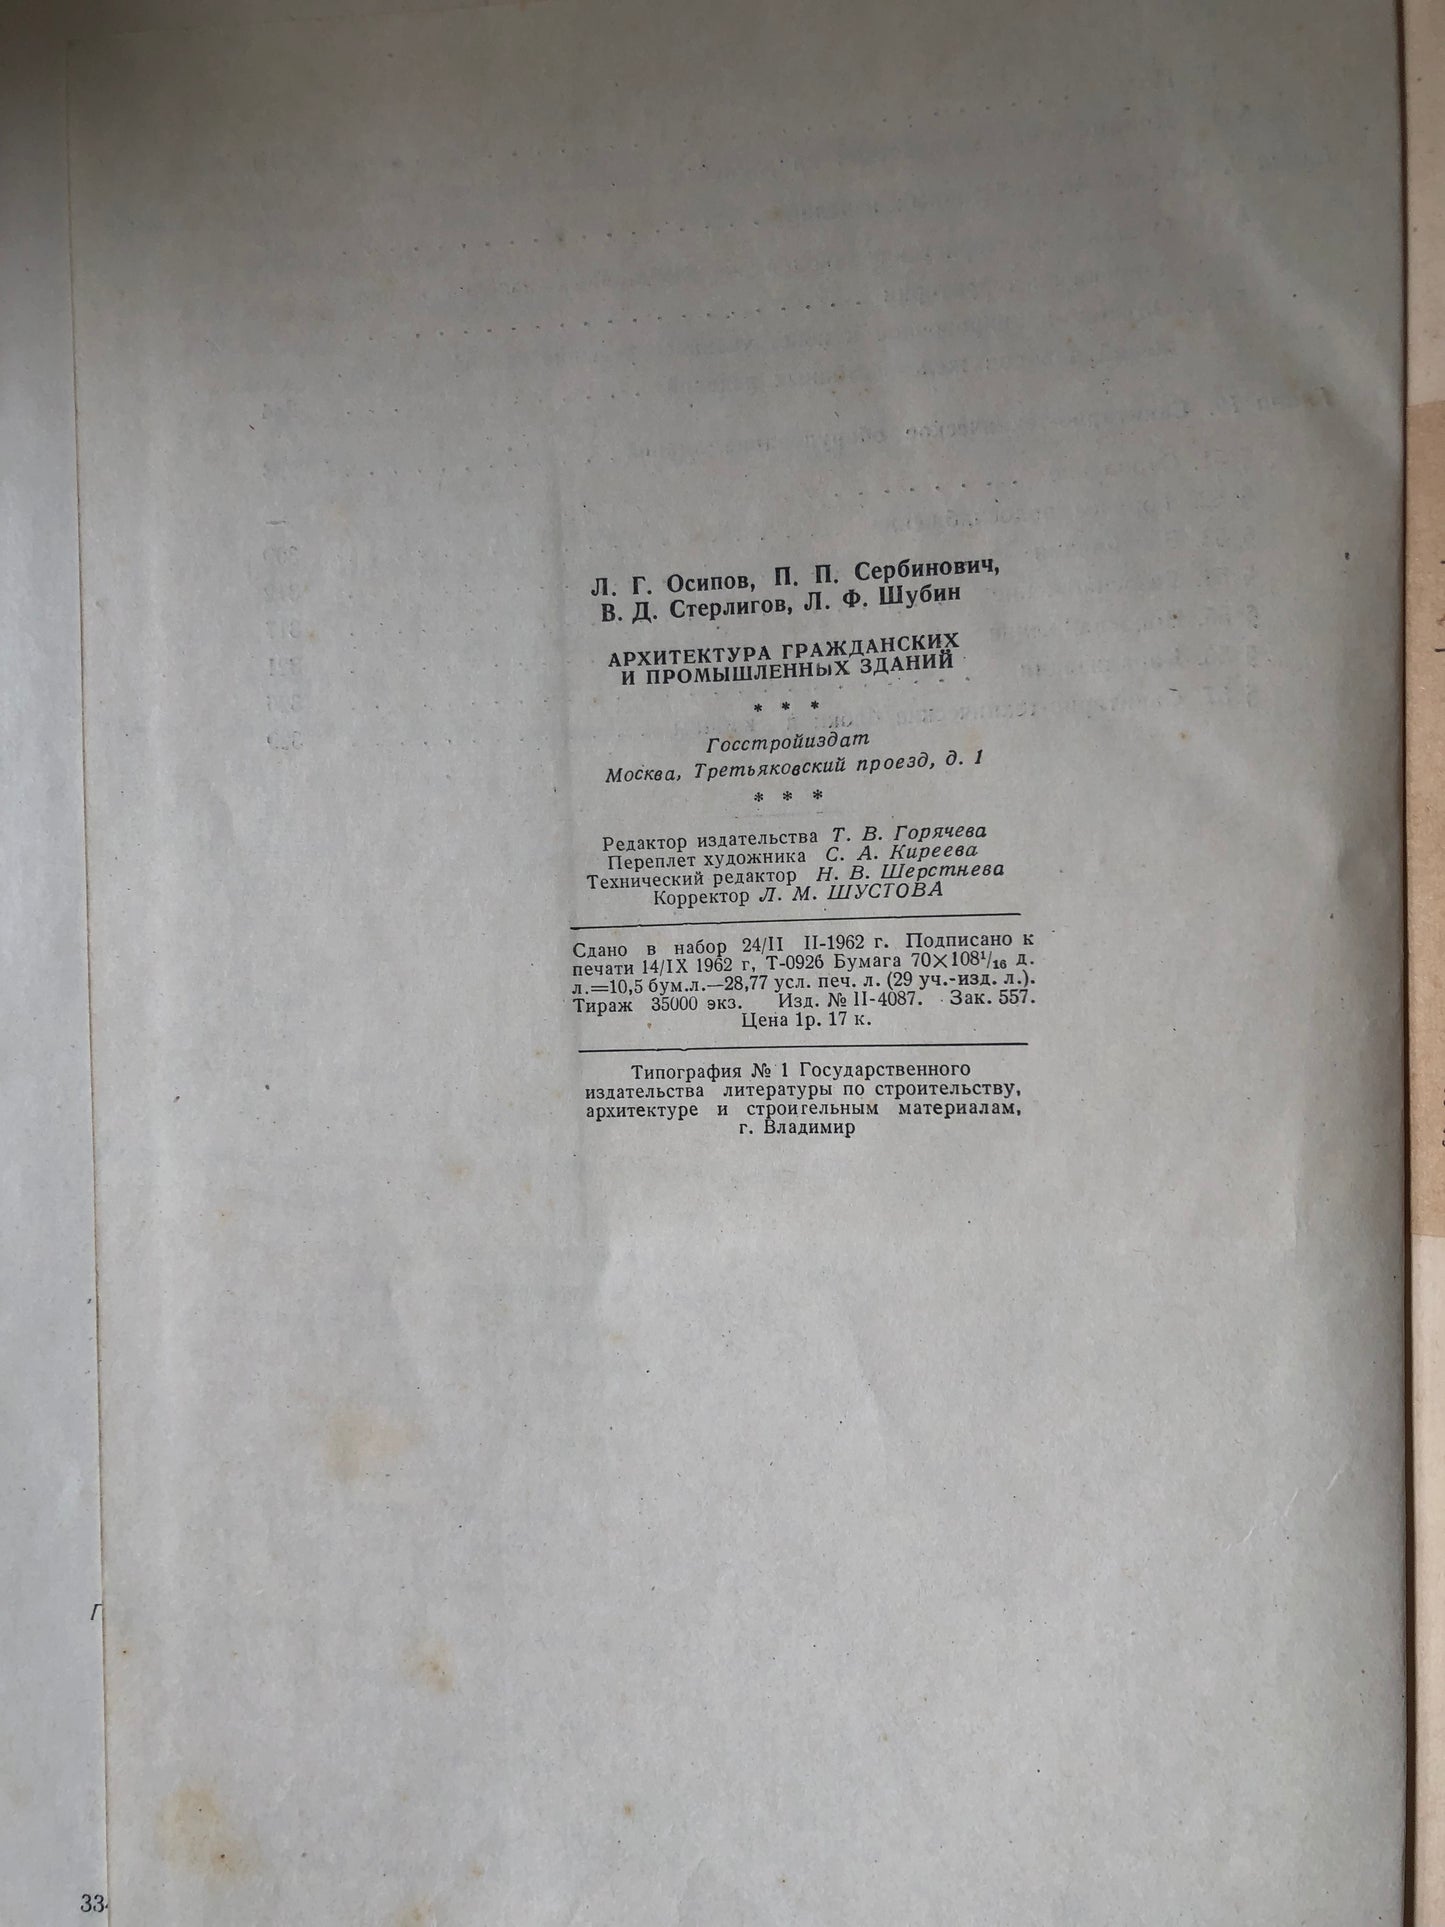 Л. Г. Осипов, П. П. Сербинович,
В. Д. Стерлигов, Л. Ф. Шубин
АРХИТЕКТУРА ГРАЖДАНСКИХ
И ПРОМЫШЛЕННЫХ ЗДАНИЙ
* * *
Госстройиздат
Москва, Третьяковский проезд, д. 1
* * *
Редактор издательства Т. В. Горячева
Переплет художника С. А. Киреева
Технический редактор Н. В. Шерстнева
Корректор Л. М. ШУСТОВА
Сдано в набор 24/II II-1962 г. Подписано к
печати 14/IX 1962 г, Т-0926 Бумага 70×108¹/₁₆ д.
л.=10,5 бум.л.—28,77 усл. печ. л. (29 уч.-изд. л.).
Тираж 35000 экз. Изд. № II-4087. Зак. 557.
Цена 1р. 17 к.
Типография № 1 Государственного
издательства литературы по строительству,
архитектуре и строительным материалам,
г. Владимир
Г
33